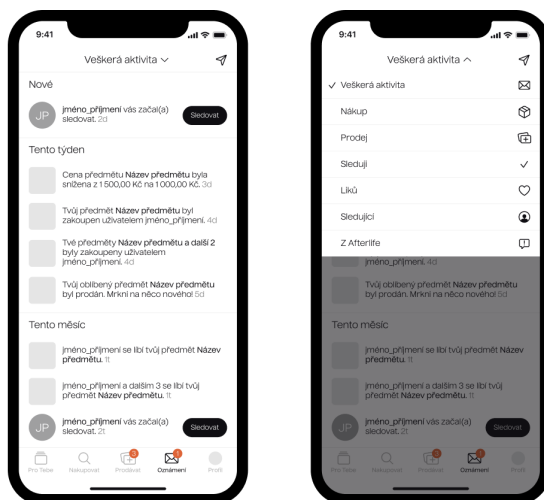 9:41
Veškerá aktivita
Nové
JP
jméno_příjmení vás začal(a)
sledovat. 2d
Sledovat
Tento týden
Cena předmětu Název předmětu byla
snížena z 1 500,00 Kč na 1 000,00 Kč. 3d
Tvůj předmět Název předmětu byl
zakoupen uživatelem jméno_příjmení. 4d
Tvé předměty Název předmětu a další 2
byly zakoupeny uživatelem
jméno_příjmení. 4d
Tvůj oblíbený předmět Název předmětu
byl prodán. Mrkni na něco nového! 5d
Tento měsíc
jméno_příjmení se líbí tvůj předmět Název
předmětu. 1t
jméno_příjmení a dalším 3 se líbí tvůj
předmět Název předmětu. 1t
JP
jméno_příjmení vás začal(a)
sledovat. 2t
Sledovat
3
1
Pro Tebe Nakupovat Prodávat Oznámení Profil
9:41
Veškerá aktivita
Veškerá aktivita
Nákup
Prodej
Sleduji
Liků
Sledující
Z Afterlife
jméno_příjmení. 4d
Tvůj oblíbený předmět Název předmětu
byl prodán. Mrkni na něco nového! 5d
Tento měsíc
jméno_příjmení se líbí tvůj předmět Název
předmětu. 1t
jméno_příjmení a dalším 3 se líbí tvůj
předmět Název předmětu. 1t
JP
jméno_příjmení vás začal(a)
sledovat. 2t
Sledovat
3
1
Pro Tebe Nakupovat Prodávat Oznámení Profil